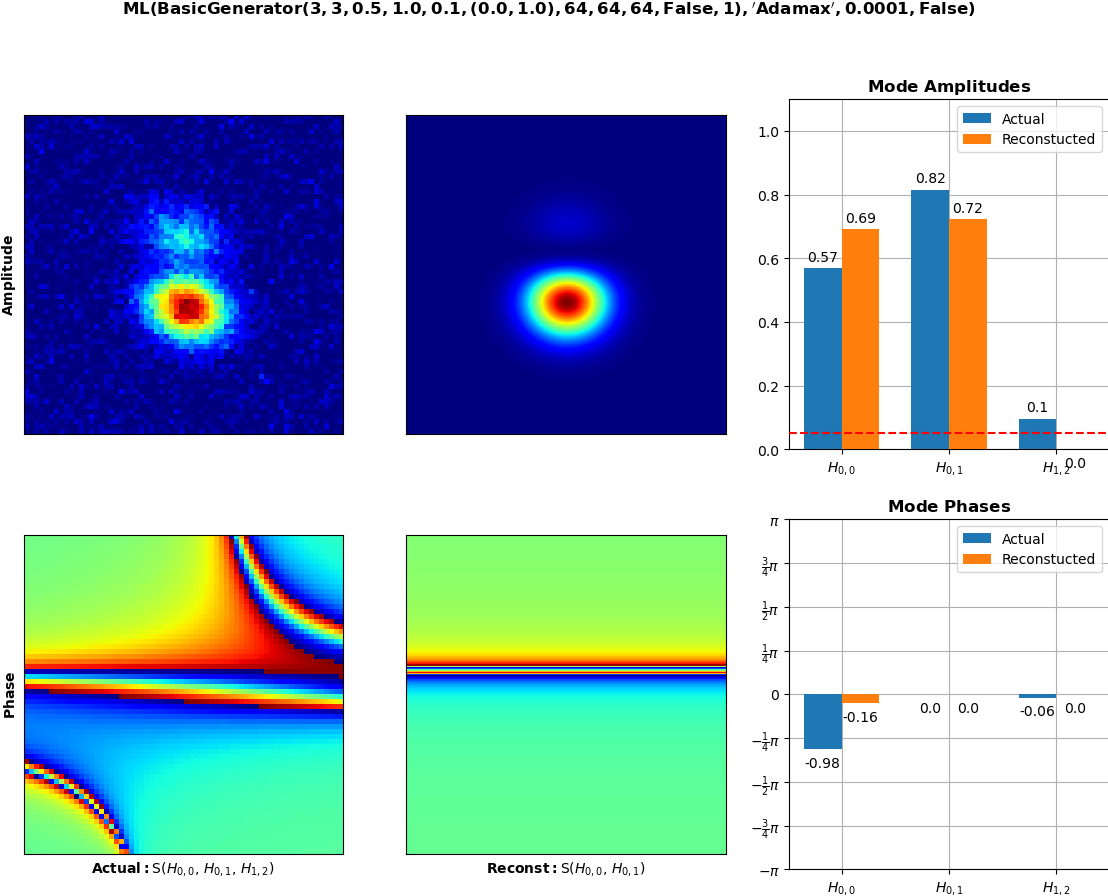 ML(BasicGenerator(3, 3, 0.5, 1.0, 0.1, (0.0, 1.0), 64, 64, 64, False, 1), ′Adamax′, 0.0001, False)
Amplitude
Mode Amplitudes
Actual
Reconstucted
1.0
0.8
0.6
0.4
0.2
0.0
0.57
0.69
0.82
0.72
0.1
0.0
H0,0
H0,1
H1,2
Phase
Actual: S(H0,0, H0,1, H1,2)
Reconst: S(H0,0, H0,1)
Mode Phases
Actual
Reconstucted
π
3/4π
1/2π
1/4π
0
−1/4π
−1/2π
−3/4π
−π
-0.98
-0.16
0.0
0.0
-0.06
0.0
H0,0
H0,1
H1,2